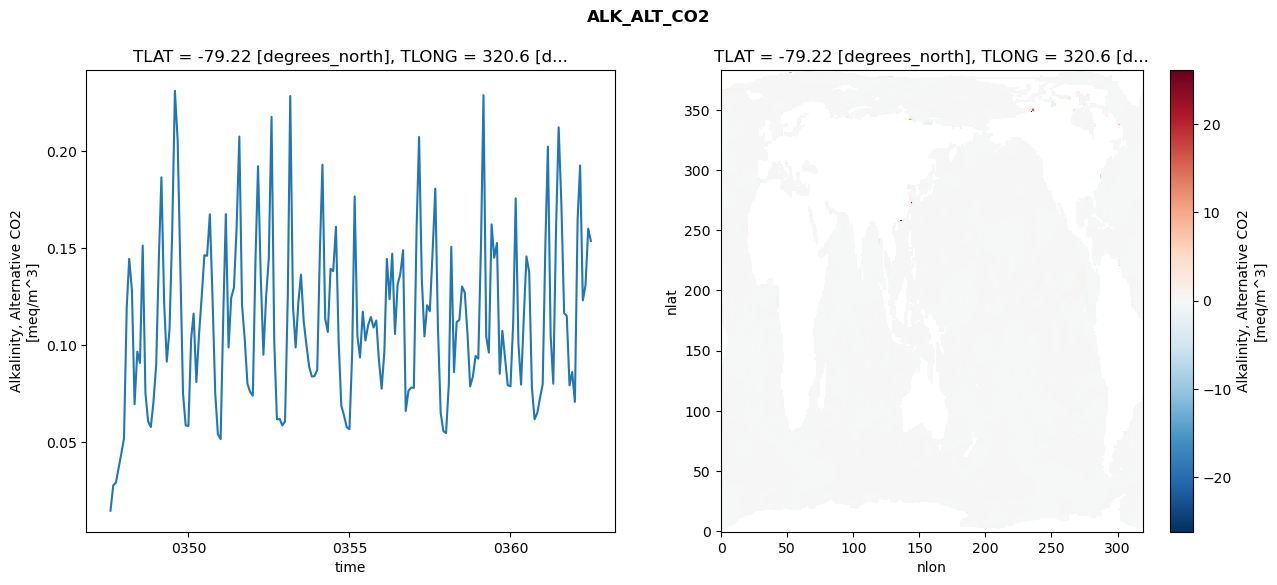 ALK_ALT_CO2
TLAT = -79.22 [degrees_north], TLONG = 320.6 [d...
Alkalinity, Alternative CO2
[meq/m^3]
0.20
0.15
0.10
0.05
0350
0355
0360
time
TLAT = -79.22 [degrees_north], TLONG = 320.6 [d...
nlat
350
300
250
200
150
100
50
0
0
50
100
150
200
250
300
nlon
20
10
0
−10
−20
Alkalinity, Alternative CO2
[meq/m^3]